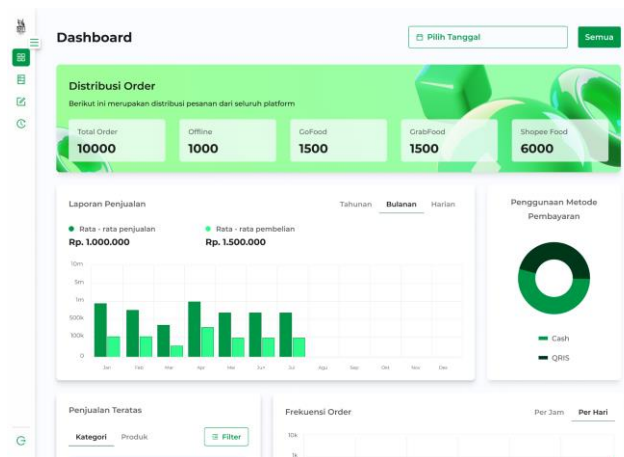 Dashboard
Pilih Tanggal
Semua
Distribusi Order
Berikut ini merupakan distribusi pesanan dari seluruh platform
Total Order
10000
Offline
1000
GoFood
1500
GrabFood
1500
Shopee Food
6000
Laporan Penjualan
Tahunan Bulanan Harian
Rata - rata penjualan
Rp. 1.000.000
Rata - rata pembelian
Rp. 1.500.000
10m
5m
1m
500k
100k
0
Jan Feb Mar Apr Mei Jun Jul Agu Sep Okt Nov Des
Penggunaan Metode
Pembayaran
Cash
QRIS
Penjualan Teratas
Kategori Produk
Filter
Frekuensi Order
Per Jam Per Hari
10k
5k